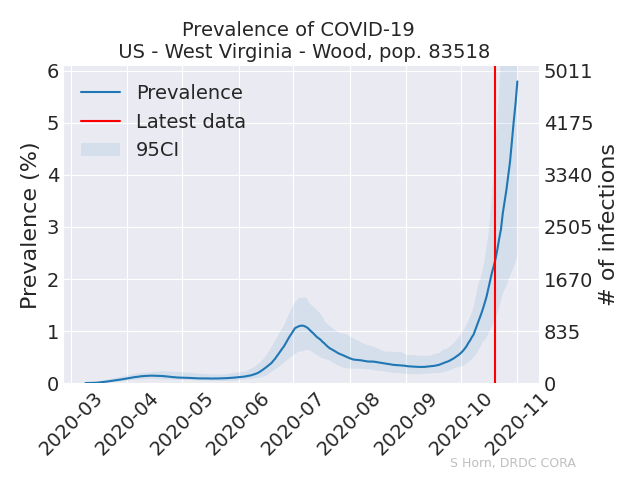 Prevalence of COVID-19
US - West Virginia - Wood, pop. 83518
Prevalence
Latest data
95CI
Prevalence (%)
6
5
4
3
2
1
0
5011
4175
3340
2505
1670
835
0
# of infections
2020-03
2020-04
2020-05
2020-06
2020-07
2020-08
2020-09
2020-10
2020-11
S Horn, DRDC CORA